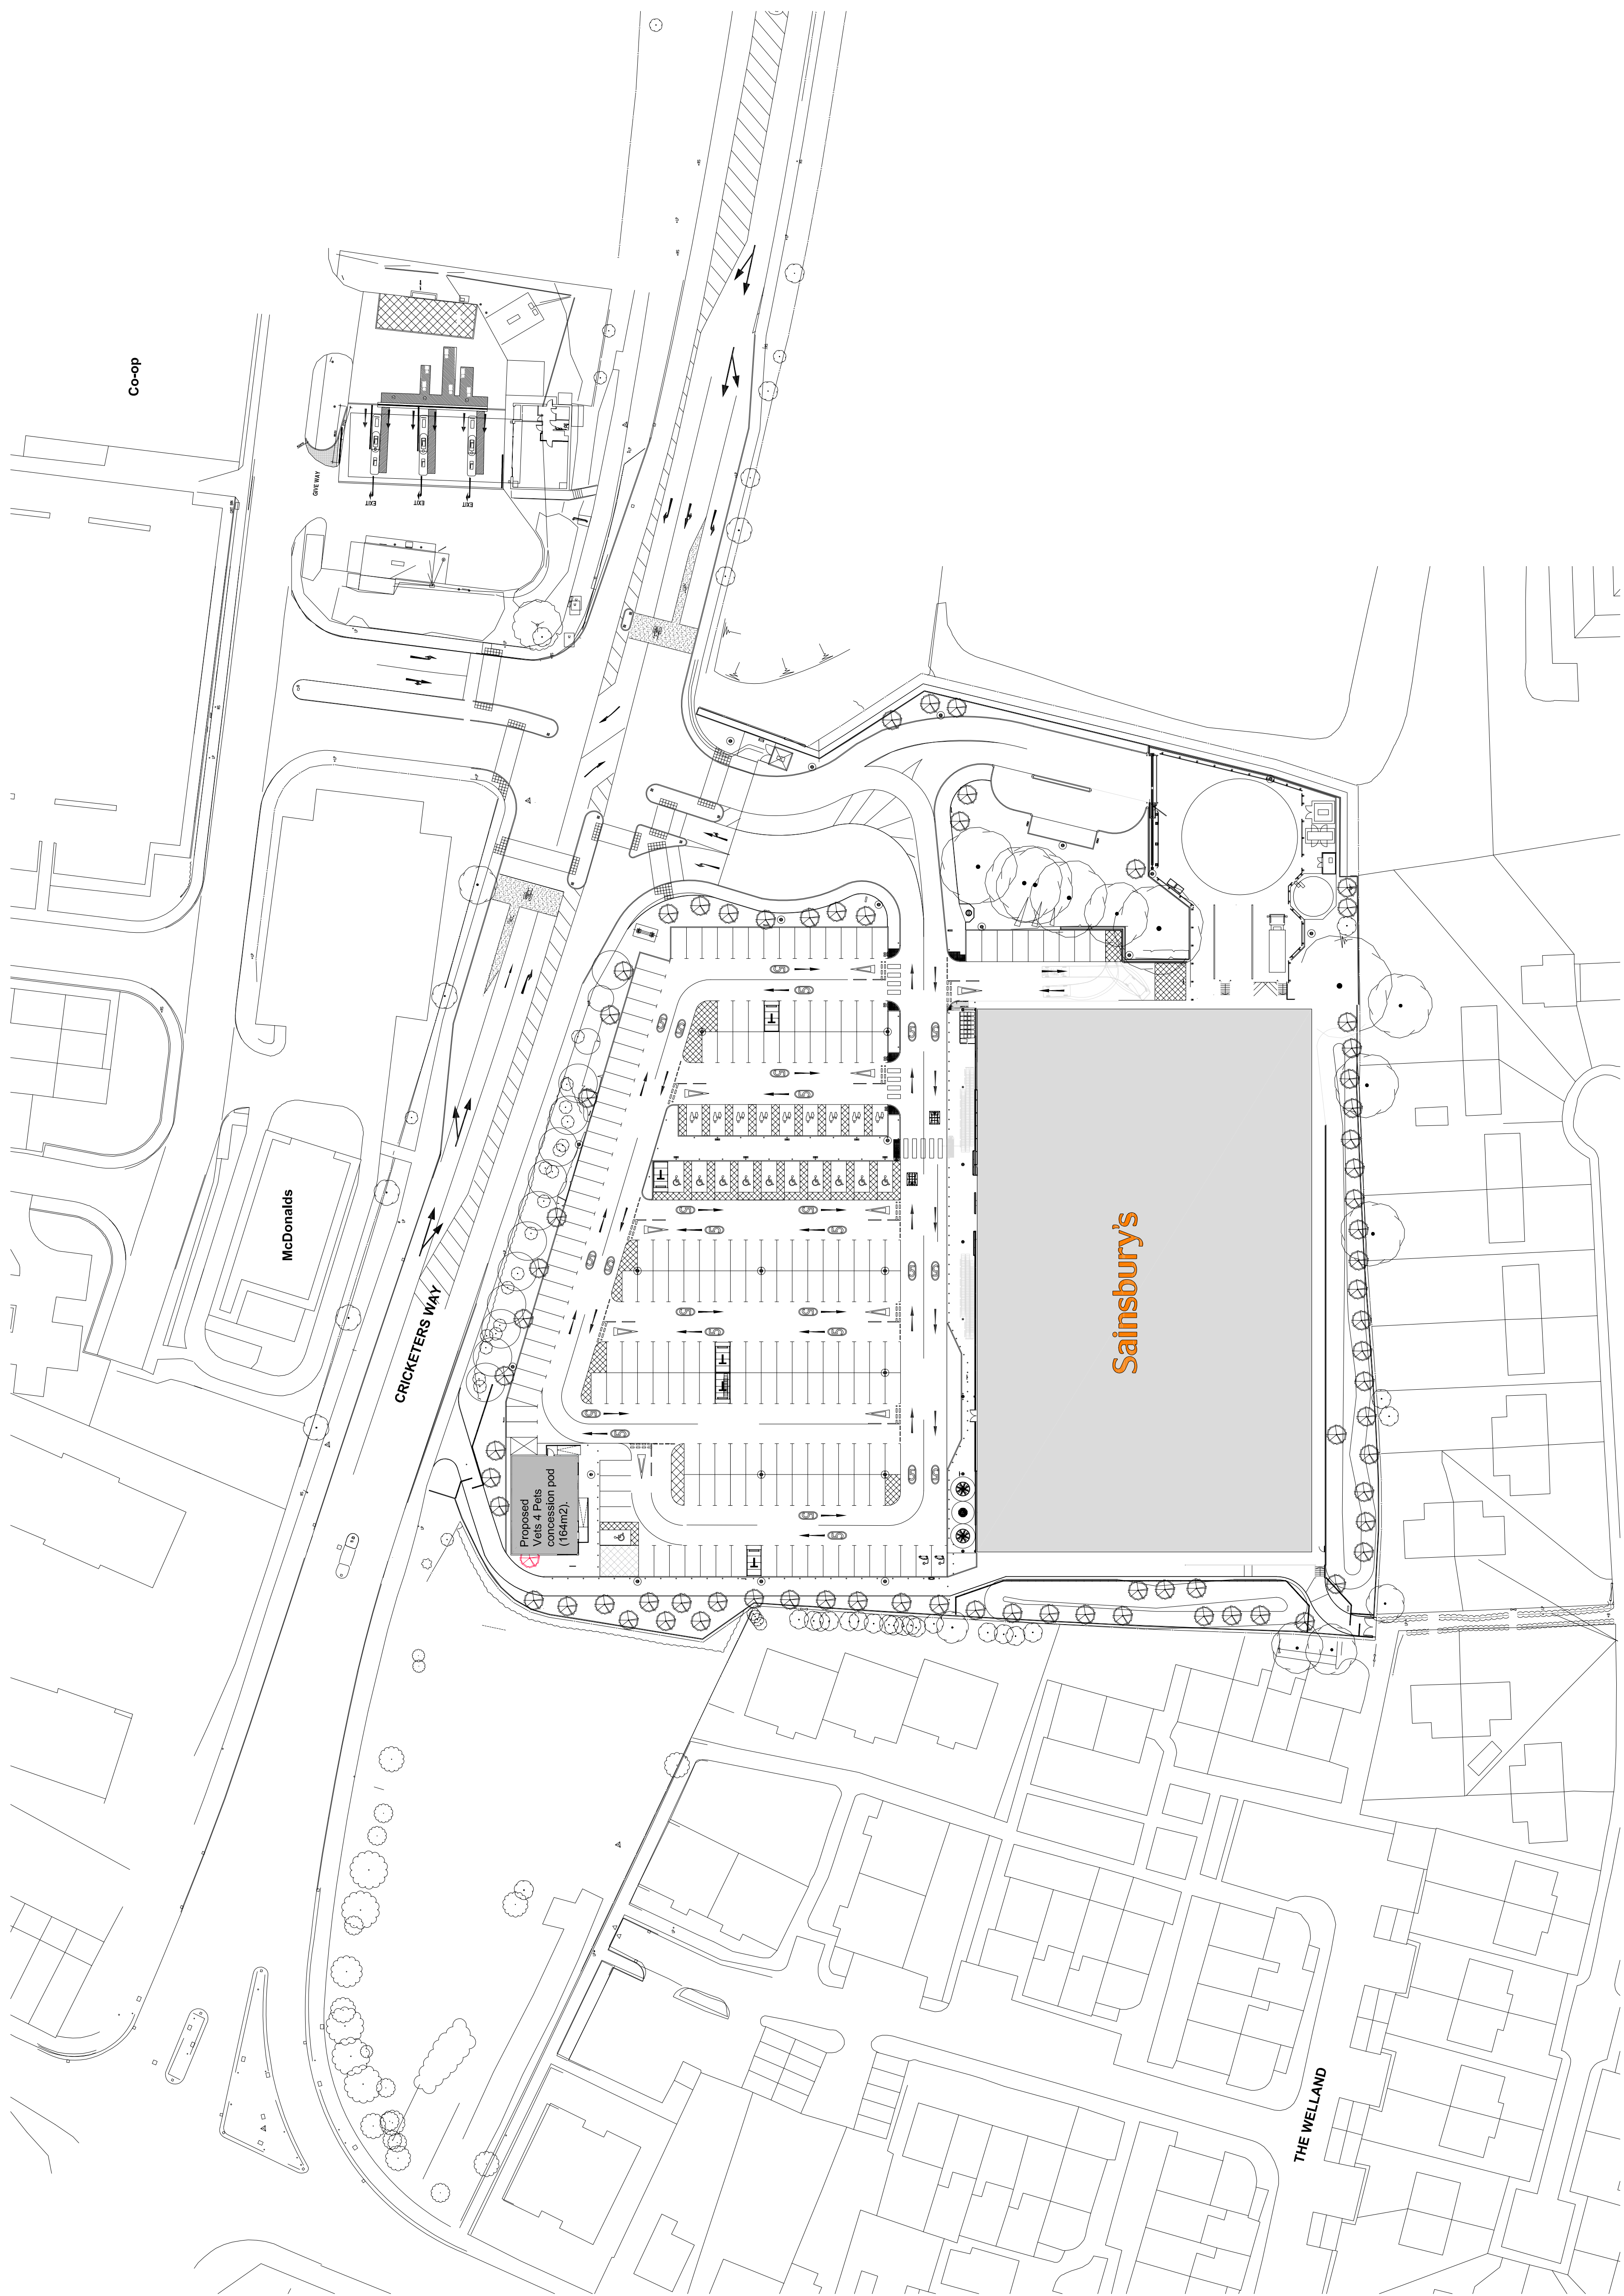 Co-op
GIVE WAY
EXIT
EXIT
EXIT
McDonalds
CRICKETERS WAY
Sainsbury's
Proposed
Vets 4 Pets
concession pod
(164m2).
THE WELLAND